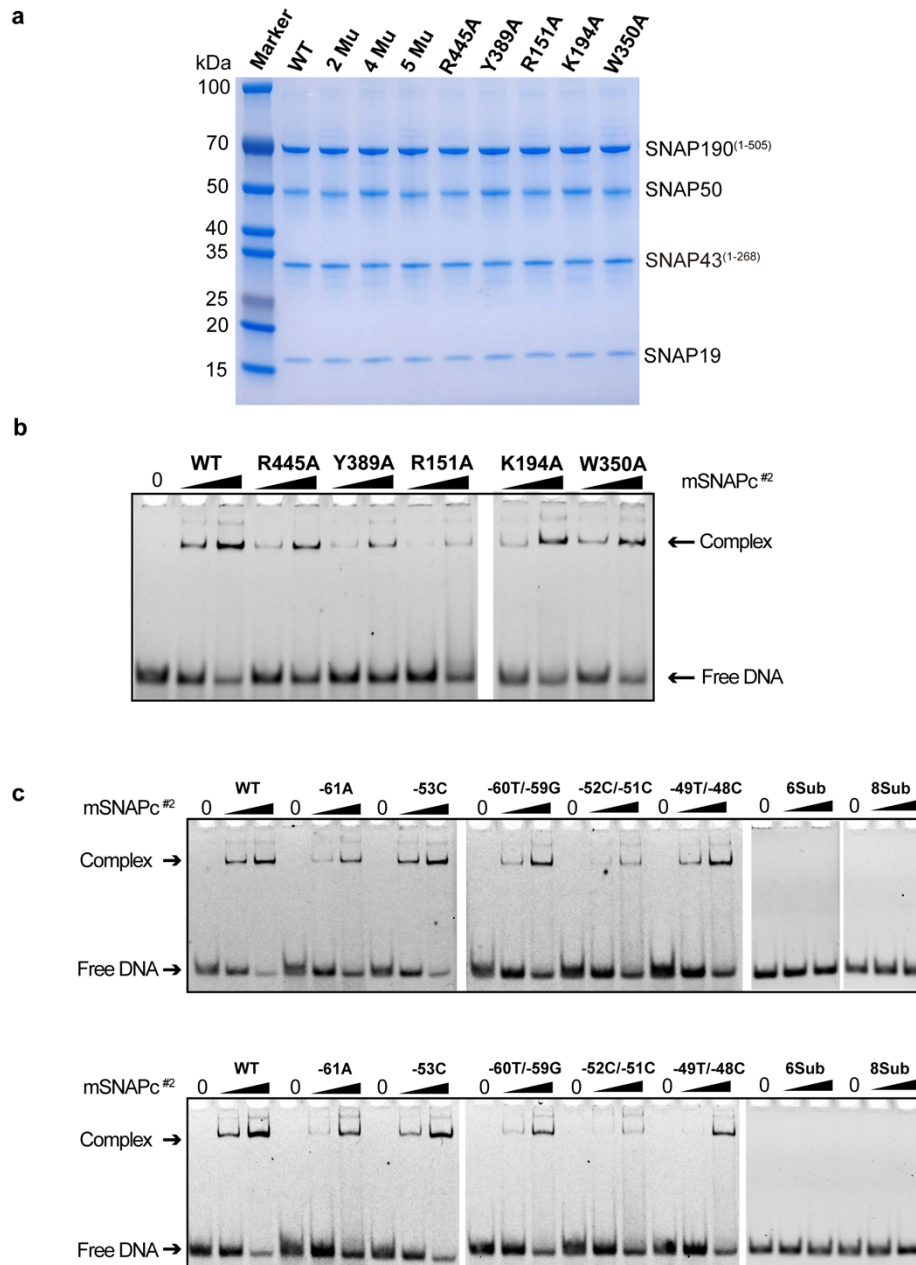 a
Marker WT 2 Mu 4 Mu 5 Mu R445A Y389A R151A K194A W350A
kDa
100
70 SNAP190(1-505)
50 SNAP50
40
35 SNAP43(1-268)
25
20
15 SNAP19
b
0 WT R445A Y389A R151A K194A W350A mSNAPc #2
Complex
Free DNA
c
WT -61A -53C -60T/-59G -52C/-51C -49T/-48C 6Sub 8Sub
mSNAPc #2 0 0 0 0 0 0 0 0
Complex
Free DNA
WT -61A -53C -60T/-59G -52C/-51C -49T/-48C 6Sub 8Sub
mSNAPc #2 0 0 0 0 0 0 0 0
Complex
Free DNA